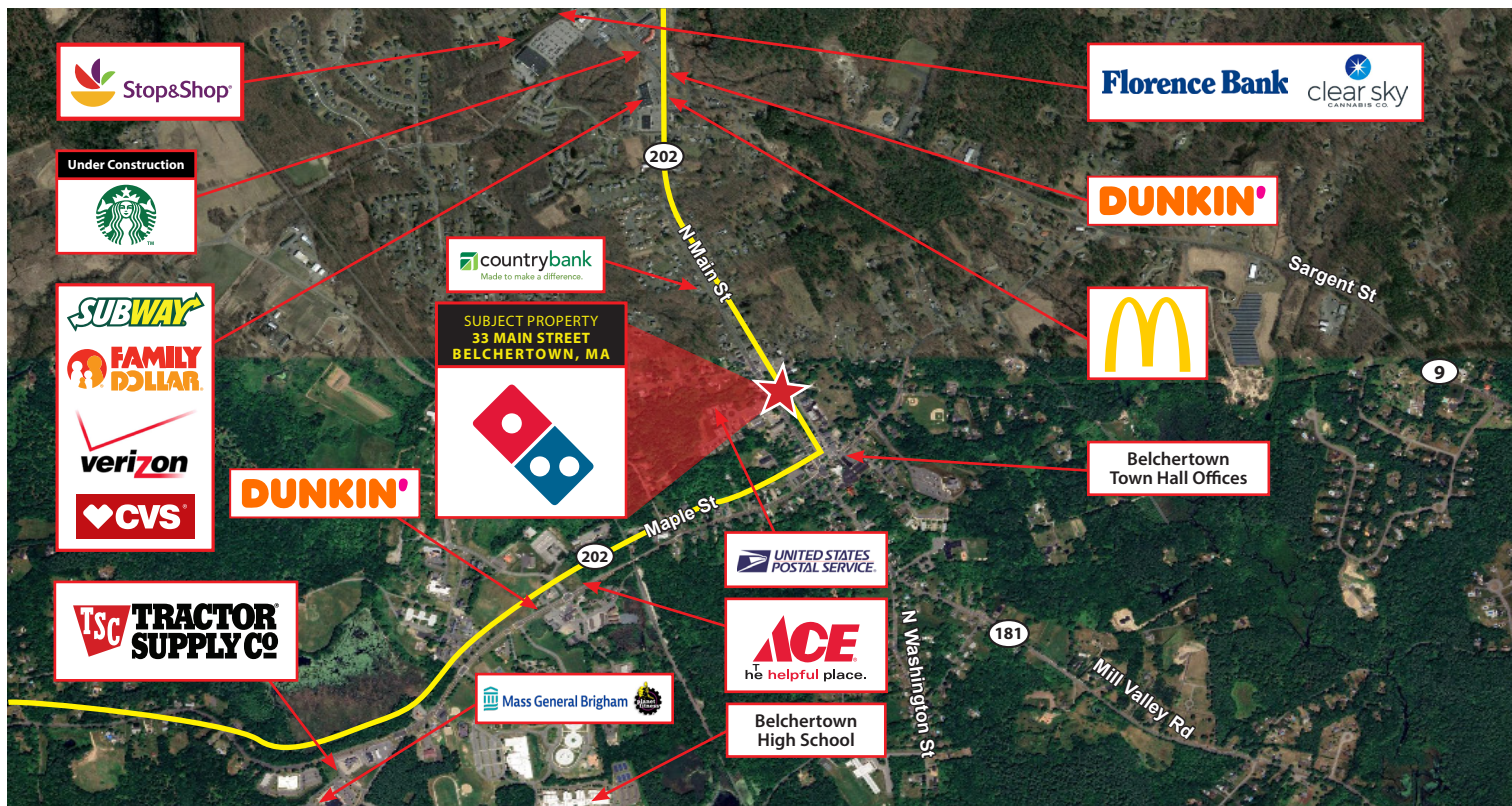 Stop&Shop®
Florence Bank
clear sky
CANNABIS CO.
Under Construction
TM
202
DUNKIN'
N Main St
countrybank
Made to make a difference.
Sargent St
SUBWAY
FAMILY
DOLLAR®
verizon
CVS®
SUBJECT PROPERTY
33 MAIN STREET
BELCHERTOWN, MA
9
Belchertown
Town Hall Offices
DUNKIN'
Maple St
202
UNITED STATES
POSTAL SERVICE®
TSC TRACTOR
SUPPLY CO
ACE®
The helpful place.
N Washington St
181
Mill Valley Rd
Mass General Brigham
planet
fitness
Belchertown
High School